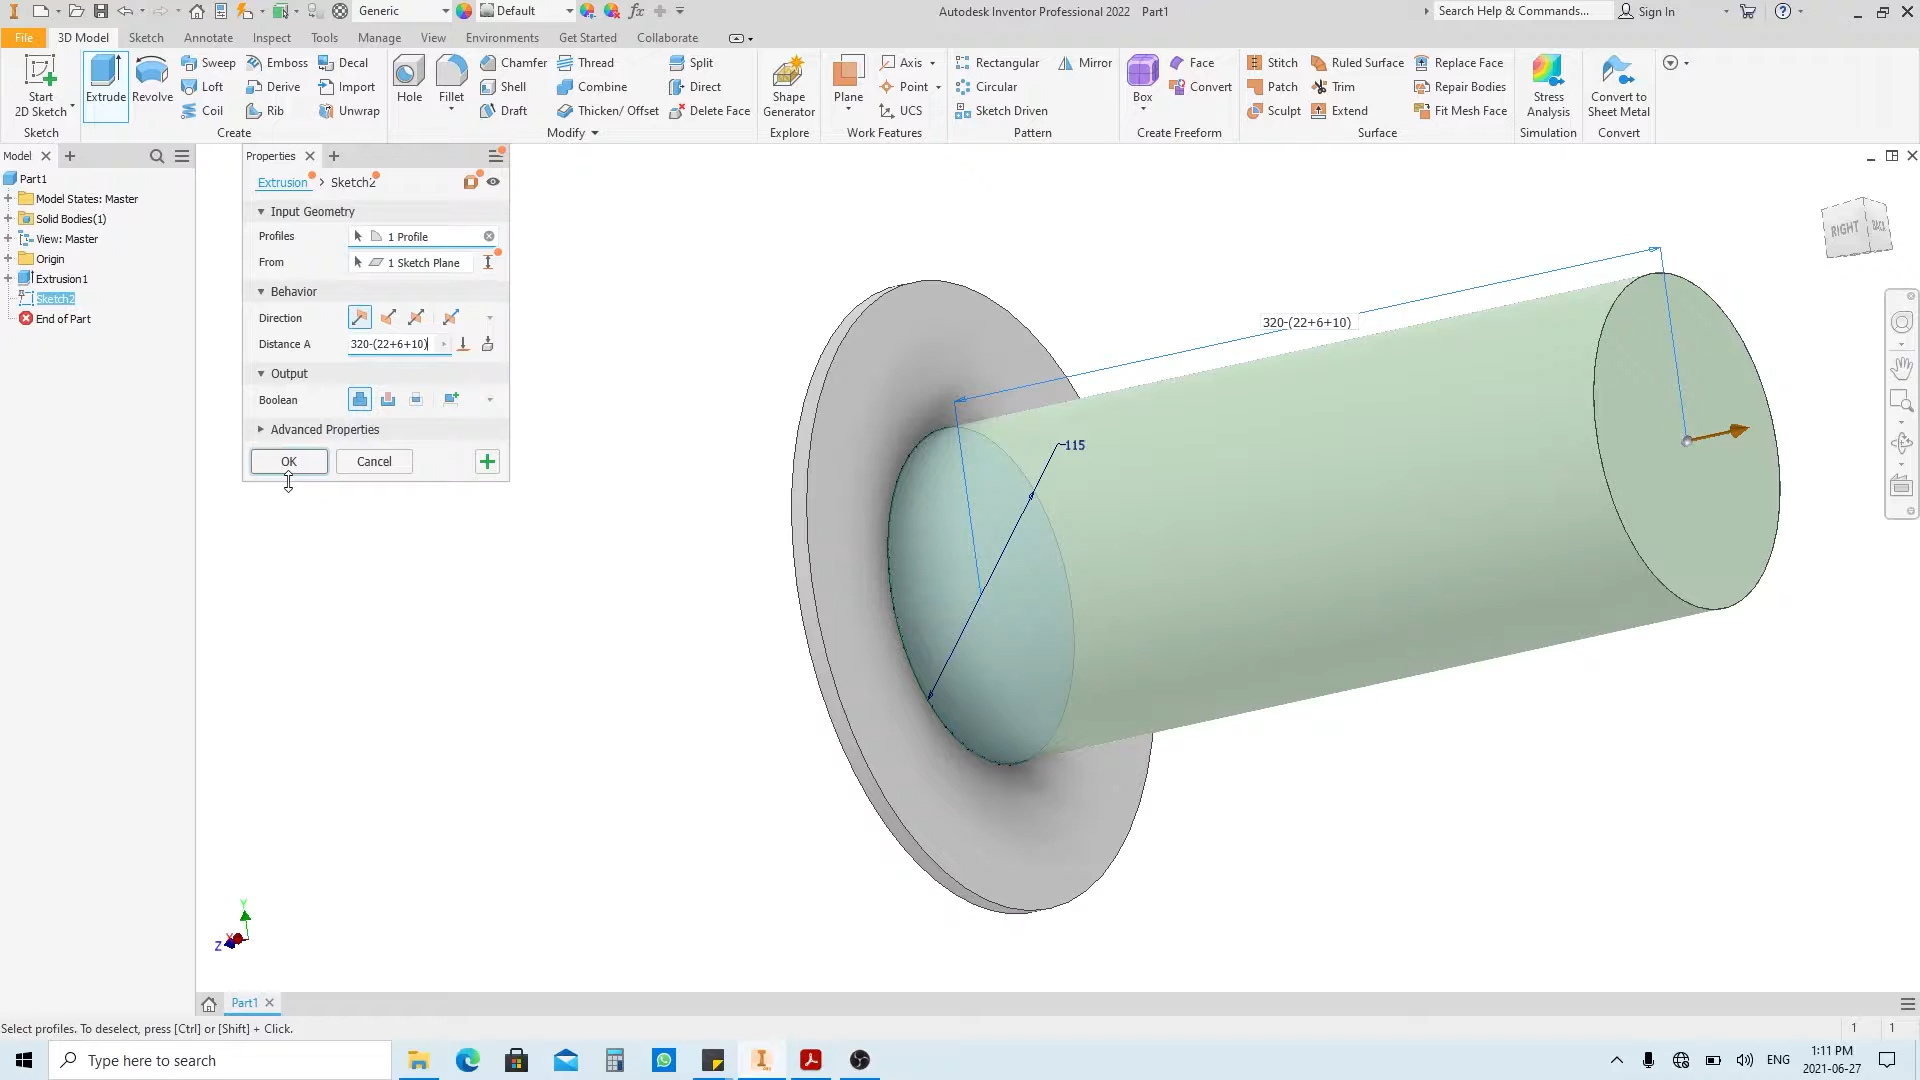 Generic
Default
fx
Autodesk Inventor Professional 2022 Part1
Search Help & Commands...
Sign In
File
3D Model
Sketch
Annotate
Inspect
Tools
Manage
View
Environments
Get Started
Collaborate
Start
2D Sketch
Sketch
Extrude
Revolve
Sweep
Loft
Coil
Emboss
Derive
Rib
Decal
Import
Unwrap
Create
Hole
Fillet
Chamfer
Shell
Draft
Thread
Combine
Thicken/ Offset
Split
Direct
Delete Face
Modify
Shape
Generator
Explore
Plane
Axis
Point
UCS
Work Features
Rectangular
Circular
Sketch Driven
Mirror
Pattern
Box
Face
Convert
Create Freeform
Stitch
Patch
Sculpt
Ruled Surface
Trim
Extend
Replace Face
Repair Bodies
Fit Mesh Face
Surface
Stress
Analysis
Simulation
Convert to
Sheet Metal
Convert
Model
Part1
Model States: Master
Solid Bodies(1)
View: Master
Origin
Extrusion1
Sketch2
End of Part
Properties
Extrusion > Sketch2
Input Geometry
Profiles 1 Profile
From 1 Sketch Plane
Behavior
Direction
Distance A 320-(22+6+10)
Output
Boolean
Advanced Properties
OK
Cancel
320-(22+6+10)
115
RIGHT
BACK
Y
X
Z
Part1
Select profiles. To deselect, press [Ctrl] or [Shift] + Click.
1
1
Type here to search
ENG
1:11 PM
2021-06-27